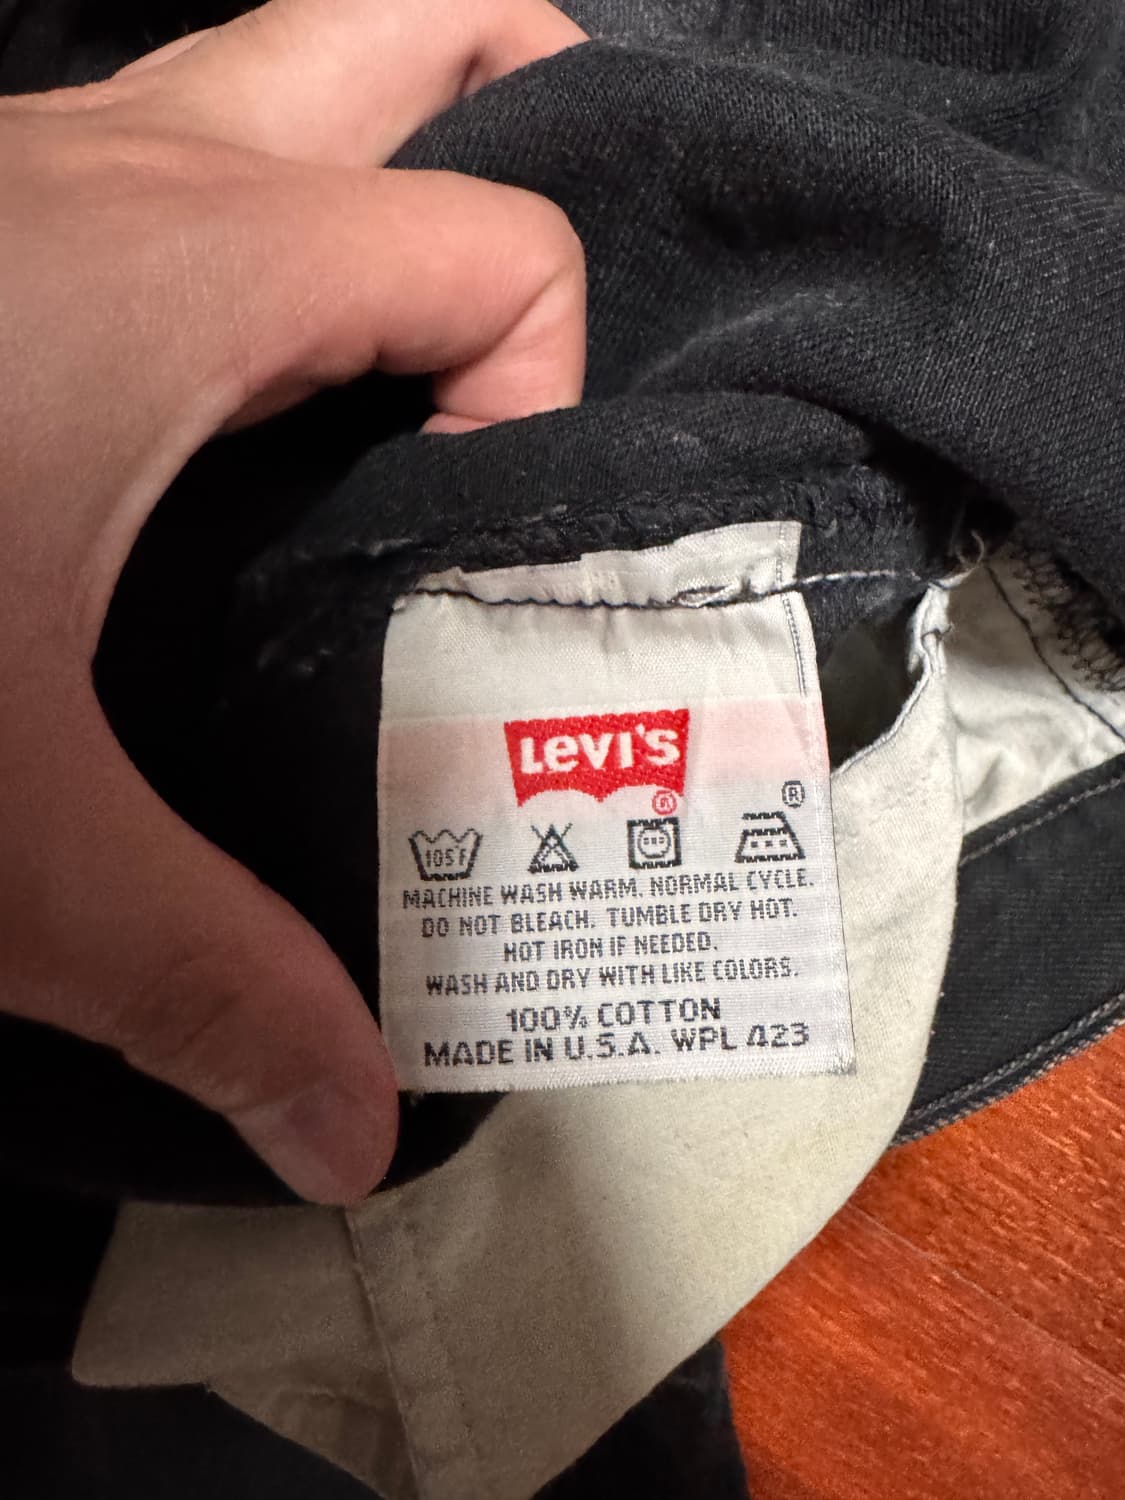 LEVI'S
®
®
105F
MACHINE WASH WARM. NORMAL CYCLE.
DO NOT BLEACH. TUMBLE DRY HOT.
HOT IRON IF NEEDED.
WASH AND DRY WITH LIKE COLORS.
100% COTTON
MADE IN U.S.A. WPL 423